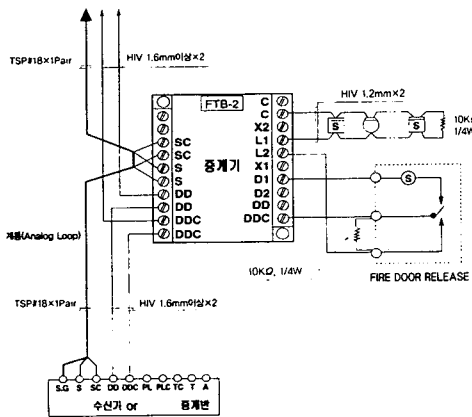 TSP#18×1Pair
HIV 1.6mm이상×2
FTB-2
중계기
SC
SC
S
S
DD
DD
DDC
DDC
C
C
X2
L1
L2
X1
D1
D2
DD
DDC
HIV 1.2mm×2
S
S
10KΩ
1/4W
S
FIRE DOOR RELEASE
10KΩ, 1/4W
계통(Analog Loop)
TSP#18×1Pair
HIV 1.6mm이상×2
S.G S SC DD DDC PL PLC TC T A
수신기 or 중계반